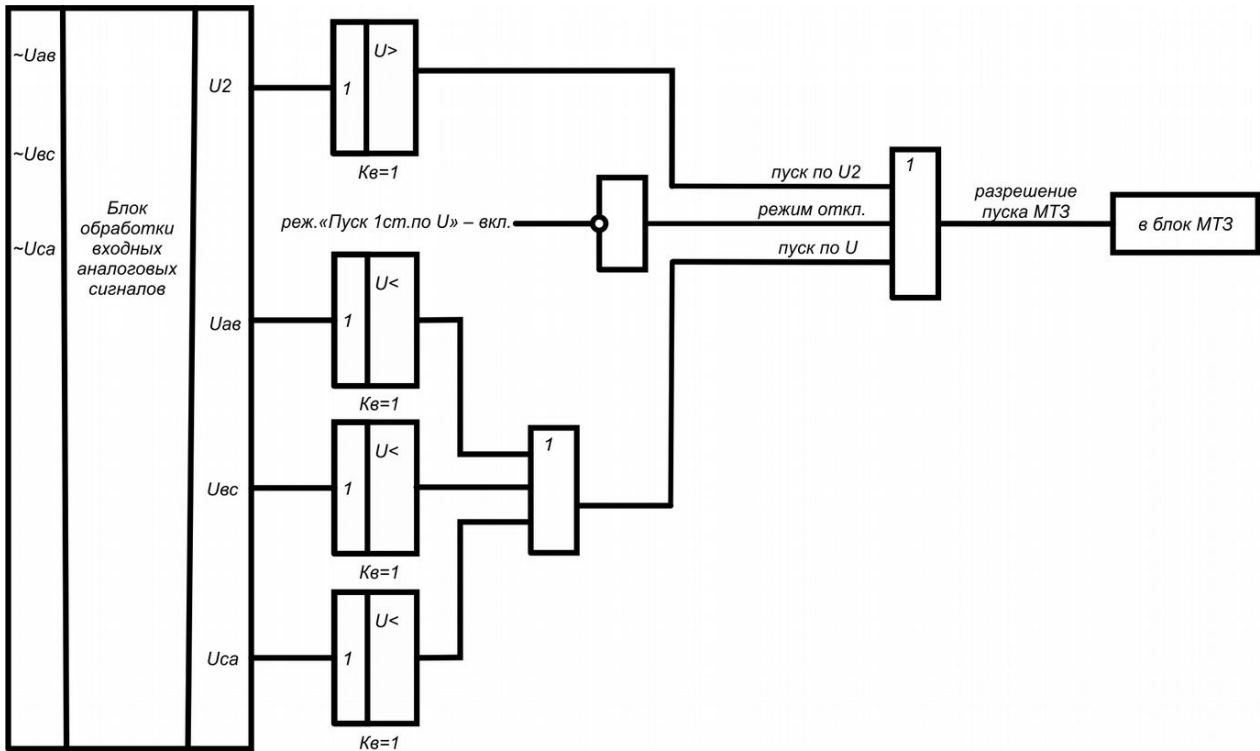 ~Uав
~Uвс
~Uса
Блок
обработки
входных
аналоговых
сигналов
U2
Uав
Uвс
Uса
1
U>
Кв=1
1
U<
Кв=1
1
U<
Кв=1
1
U<
Кв=1
реж.«Пуск 1ст.по U» – вкл.
1
пуск по U2
режим откл.
пуск по U
1
разрешение
пуска МТЗ
в блок МТЗ